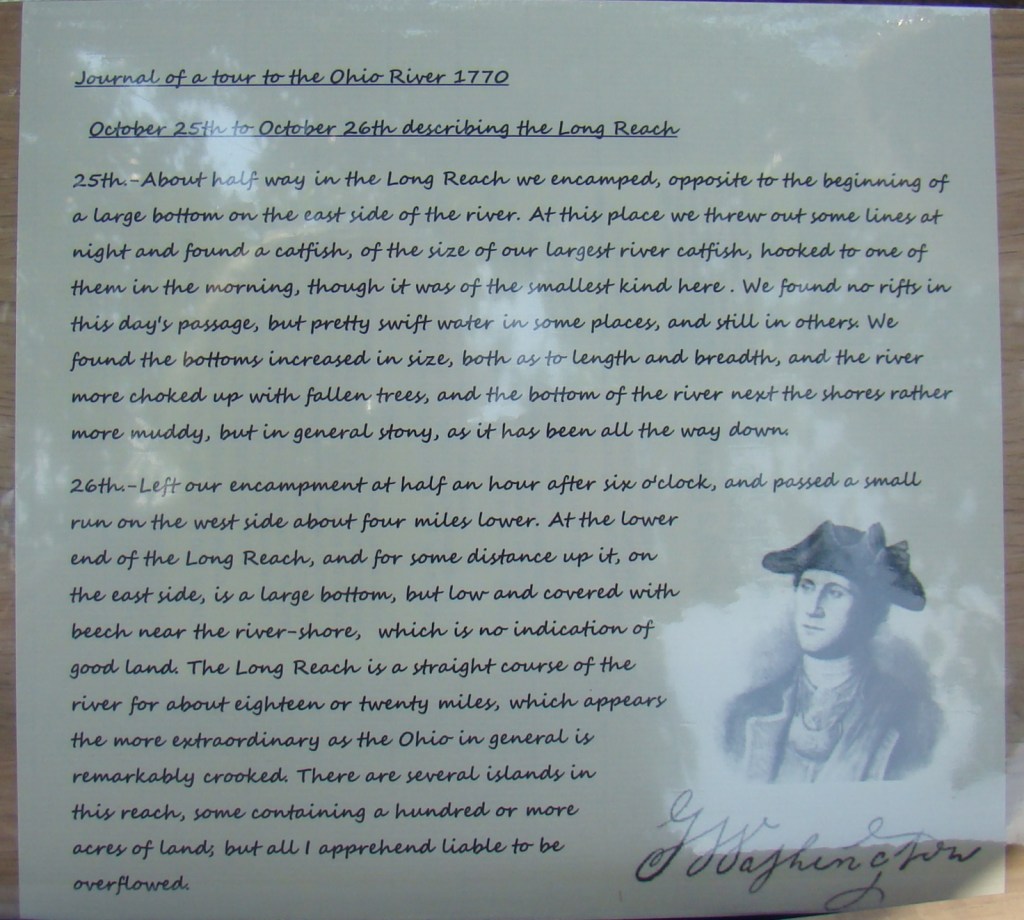 Journal of a tour to the Ohio River 1770
October 25th to October 26th describing the Long Reach
25th.-About half way in the Long Reach we encamped, opposite to the beginning of
a large bottom on the east side of the river. At this place we threw out some lines at
night and found a catfish, of the size of our largest river catfish, hooked to one of
them in the morning, though it was of the smallest kind here . We found no rifts in
this day's passage, but pretty swift water in some places, and still in others. We
found the bottoms increased in size, both as to length and breadth, and the river
more choked up with fallen trees, and the bottom of the river next the shores rather
more muddy, but in general stony, as it has been all the way down.
26th.-Left our encampment at half an hour after six o'clock, and passed a small
run on the west side about four miles lower. At the lower
end of the Long Reach, and for some distance up it, on
the east side, is a large bottom, but low and covered with
beech near the river-shore, which is no indication of
good land. The Long Reach is a straight course of the
river for about eighteen or twenty miles, which appears
the more extraordinary as the Ohio in general is
remarkably crooked. There are several islands in
this reach, some containing a hundred or more
acres of land; but all I apprehend liable to be
overflowed.
G Washington